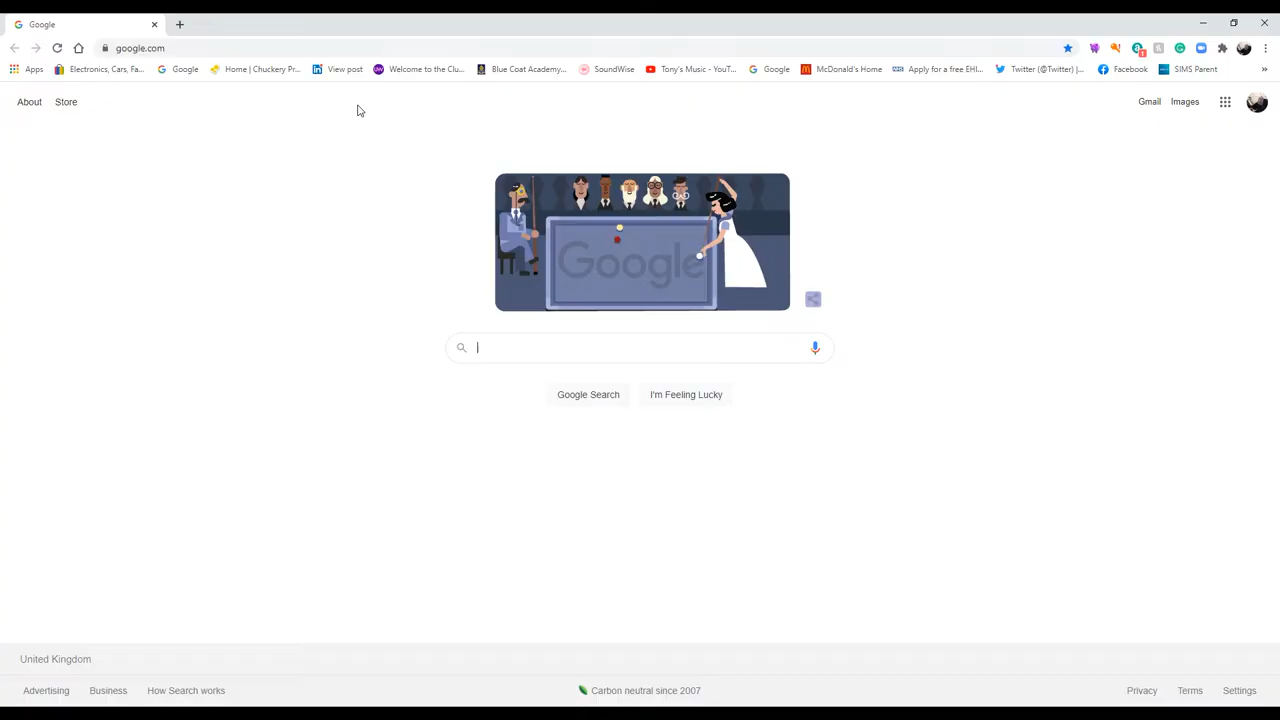 Google
google.com
Apps Electronics, Cars, Fa... Google Home | Chuckery Pr... View post Welcome to the Clu... Blue Coat Academy... SoundWise Tony's Music - YouT... Google McDonald's Home Apply for a free EHI... Twitter (@Twitter) |... Facebook SIMS Parent »
About Store Gmail Images
Google
Google Search I'm Feeling Lucky
United Kingdom
Advertising Business How Search works Carbon neutral since 2007 Privacy Terms Settings